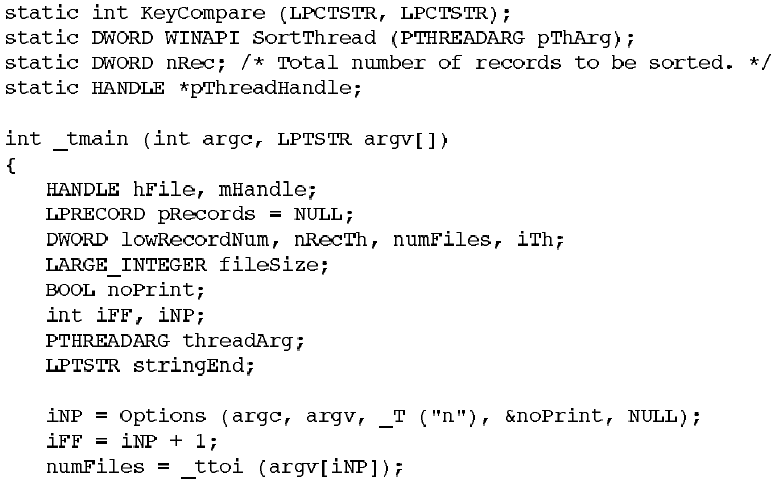 static int KeyCompare (LPCTSTR, LPCTSTR);
static DWORD WINAPI SortThread (PTHREADARG pThArg);
static DWORD nRec; /* Total number of records to be sorted. */
static HANDLE *pThreadHandle;

int _tmain (int argc, LPTSTR argv[])
{
   HANDLE hFile, mHandle;
   LPRECORD pRecords = NULL;
   DWORD lowRecordNum, nRecTh, numFiles, iTh;
   LARGE_INTEGER fileSize;
   BOOL noPrint;
   int iFF, iNP;
   PTHREADARG threadArg;
   LPTSTR stringEnd;

   iNP = Options (argc, argv, _T ("n"), &noPrint, NULL);
   iFF = iNP + 1;
   numFiles = _ttoi (argv[iNP]);